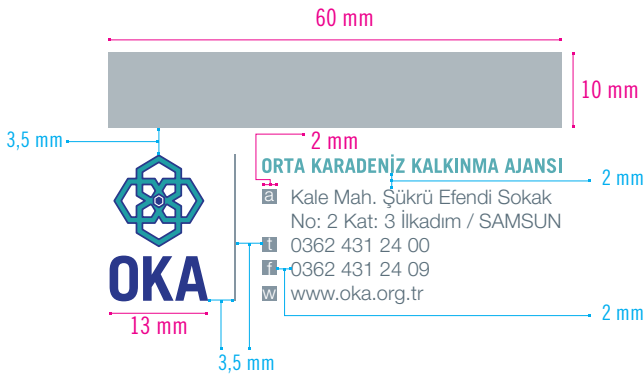 60 mm
10 mm
3,5 mm
2 mm
ORTA KARADENİZ KALKINMA AJANSI
2 mm
a Kale Mah. Şükrü Efendi Sokak
No: 2 Kat: 3 İlkadım / SAMSUN
t 0362 431 24 00
f 0362 431 24 09
w www.oka.org.tr
OKA
13 mm
2 mm
3,5 mm